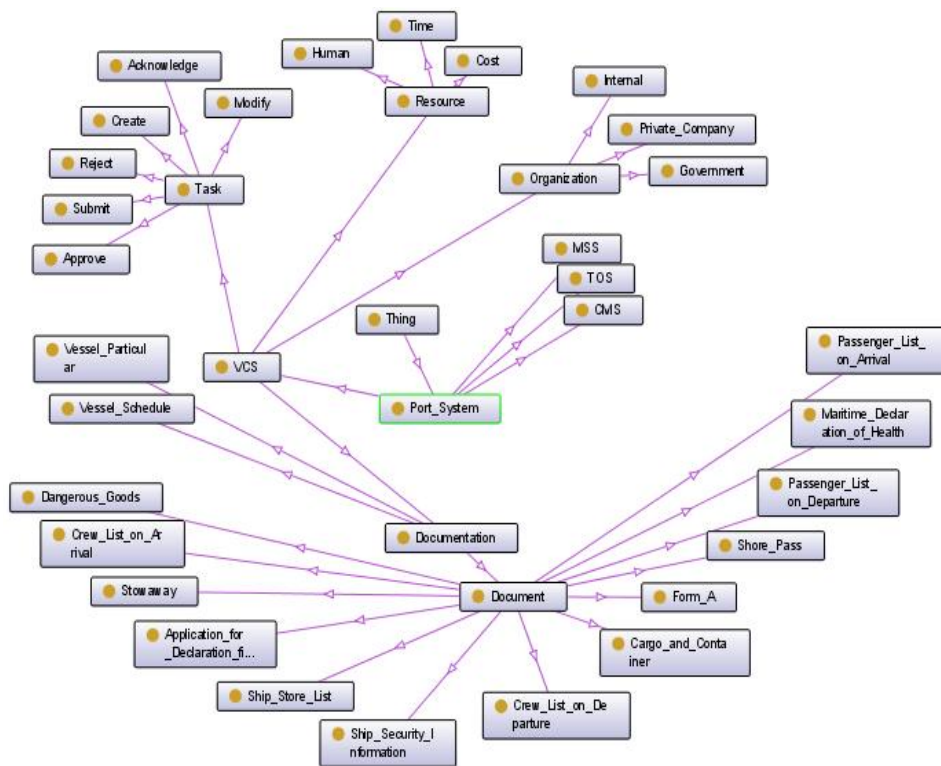 Time
Human
Cost
Acknowledge
Internal
Modify
Resource
Create
Private_Company
Reject
Government
Task
Organization
Submit
MSS
Approve
TOS
CMS
Thing
Passenger_List_
on_Arrival
Vessel_Particul
ar
VCS
Vessel_Schedule
Port_System
Maritime_Declar
ation_of_Health
Passenger_List_
on_Departure
Dangerous_Goods
Crew_List_on_Ar
rival
Documentation
Shore_Pass
Stowaway
Document
Form_A
Application_for
_Declaration_fi...
Cargo_and_Conta
iner
Ship_Store_List
Crew_List_on_De
parture
Ship_Security_I
nformation